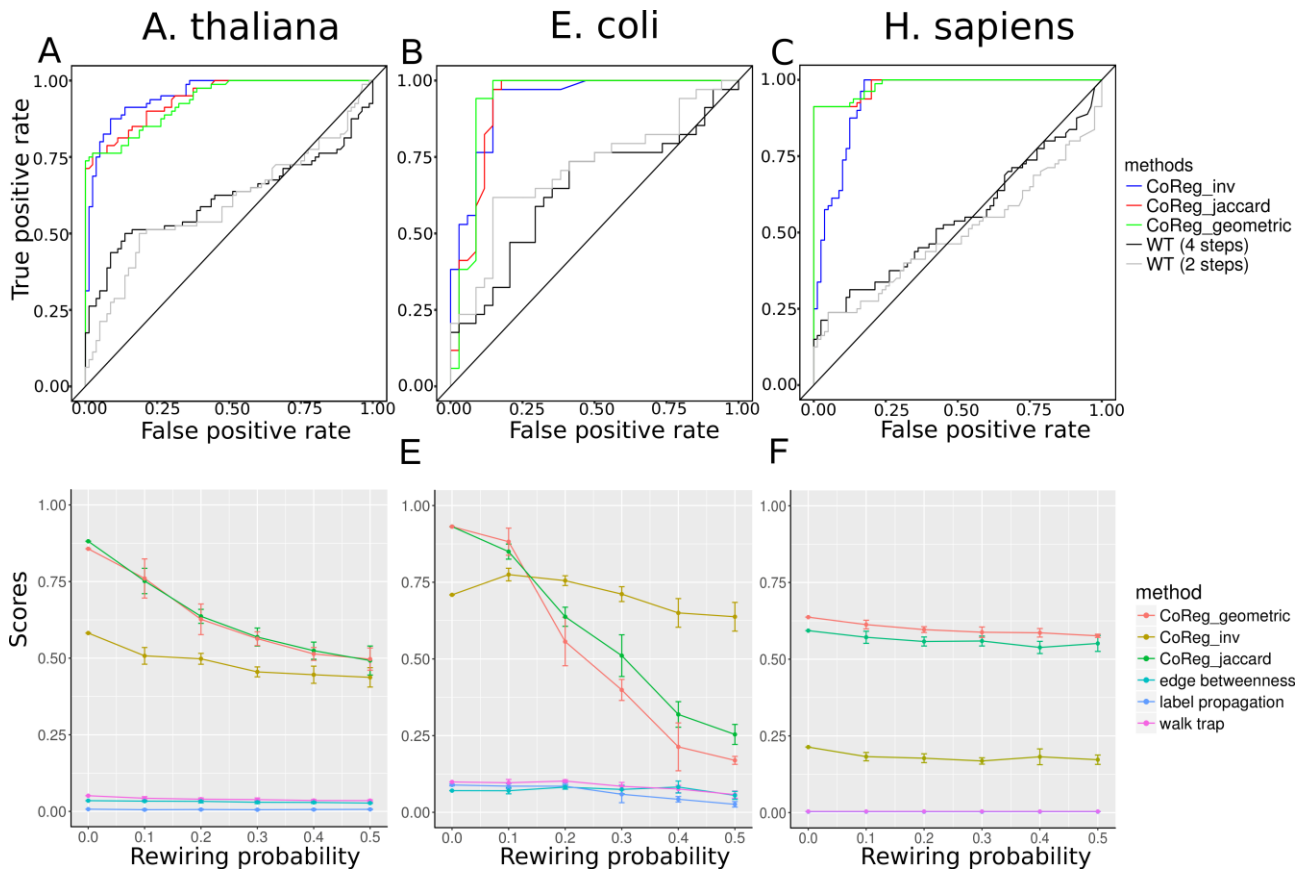 A. thaliana
E. coli
H. sapiens
A
B
C
True positive rate
1.00
0.75
0.50
0.25
0.00
0.00
0.25
0.50
0.75
1.00
False positive rate
1.00
0.75
0.50
0.25
0.00
0.00
0.25
0.50
0.75
1.00
False positive rate
1.00
0.75
0.50
0.25
0.00
0.00
0.25
0.50
0.75
1.00
False positive rate
methods
CoReg_inv
CoReg_jaccard
CoReg_geometric
WT (4 steps)
WT (2 steps)
E
F
Scores
1.00
0.75
0.50
0.25
0.00
0.0
0.1
0.2
0.3
0.4
0.5
Rewiring probability
1.00
0.75
0.50
0.25
0.00
0.0
0.1
0.2
0.3
0.4
0.5
Rewiring probability
1.00
0.75
0.50
0.25
0.00
0.0
0.1
0.2
0.3
0.4
0.5
Rewiring probability
method
CoReg_geometric
CoReg_inv
CoReg_jaccard
edge betweenness
label propagation
walk trap